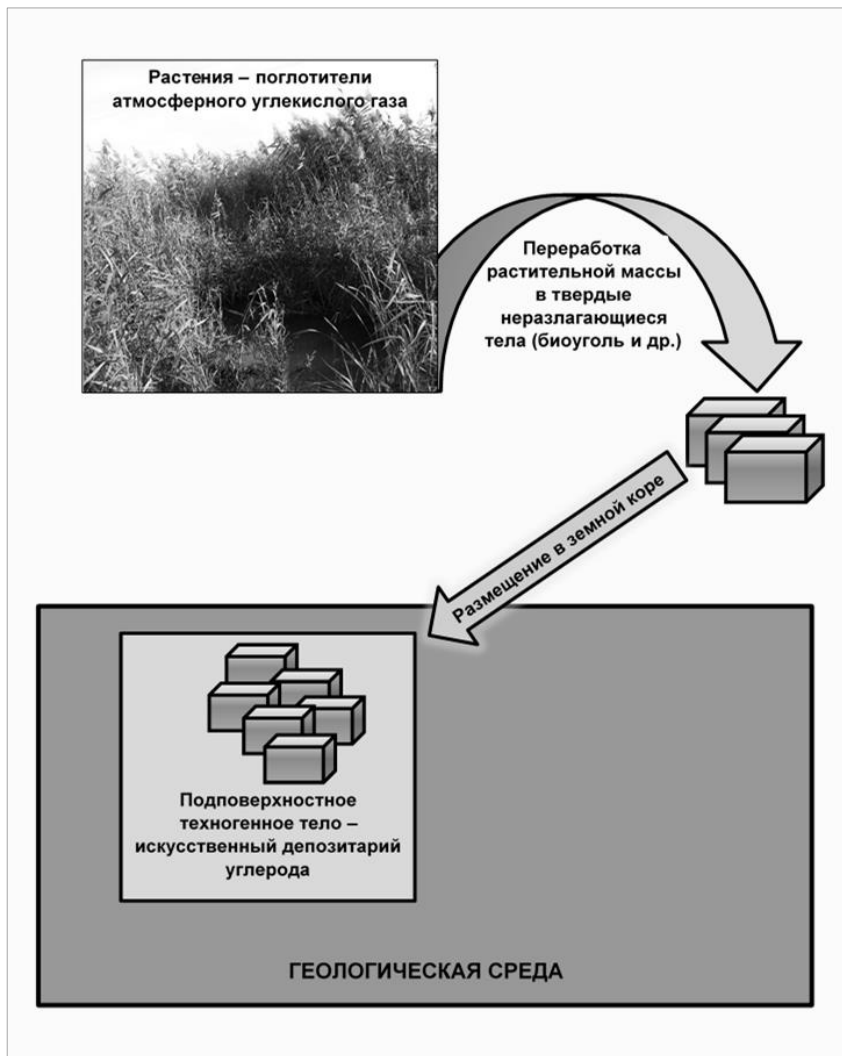 Растения – поглотители
атмосферного углекислого газа
Переработка
растительной массы
в твердые
неразлагающиеся
тела (биоуголь и др.)
Размещение в земной коре
Подповерхностное
техногенное тело –
искусственный депозитарий
углерода
ГЕОЛОГИЧЕСКАЯ СРЕДА